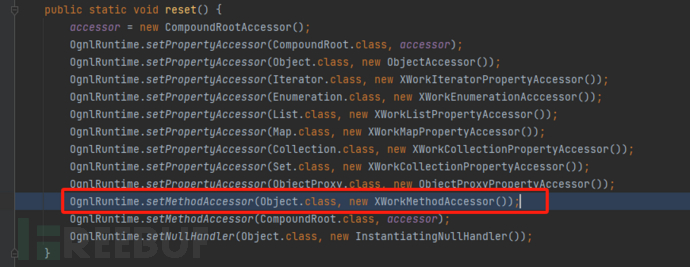 public static void reset() {
accessor = new CompoundRootAccessor();
OgnlRuntime.setPropertyAccessor(CompoundRoot.class, accessor);
OgnlRuntime.setPropertyAccessor(Object.class, new ObjectAccessor());
OgnlRuntime.setPropertyAccessor(Iterator.class, new XWorkIteratorPropertyAccessor());
OgnlRuntime.setPropertyAccessor(Enumeration.class, new XWorkEnumerationAcccessor());
OgnlRuntime.setPropertyAccessor(List.class, new XWorkListPropertyAccessor());
OgnlRuntime.setPropertyAccessor(Map.class, new XWorkMapPropertyAccessor());
OgnlRuntime.setPropertyAccessor(Collection.class, new XWorkCollectionPropertyAccessor());
OgnlRuntime.setPropertyAccessor(Set.class, new XWorkCollectionPropertyAccessor());
OgnlRuntime.setPropertyAccessor(ObjectProxy.class, new ObjectProxyPropertyAccessor());
OgnlRuntime.setMethodAccessor(Object.class, new XWorkMethodAccessor());
OgnlRuntime.setMethodAccessor(CompoundRoot.class, accessor);
OgnlRuntime.setNullHandler(Object.class, new InstantiatingNullHandler());
}
REEBUF